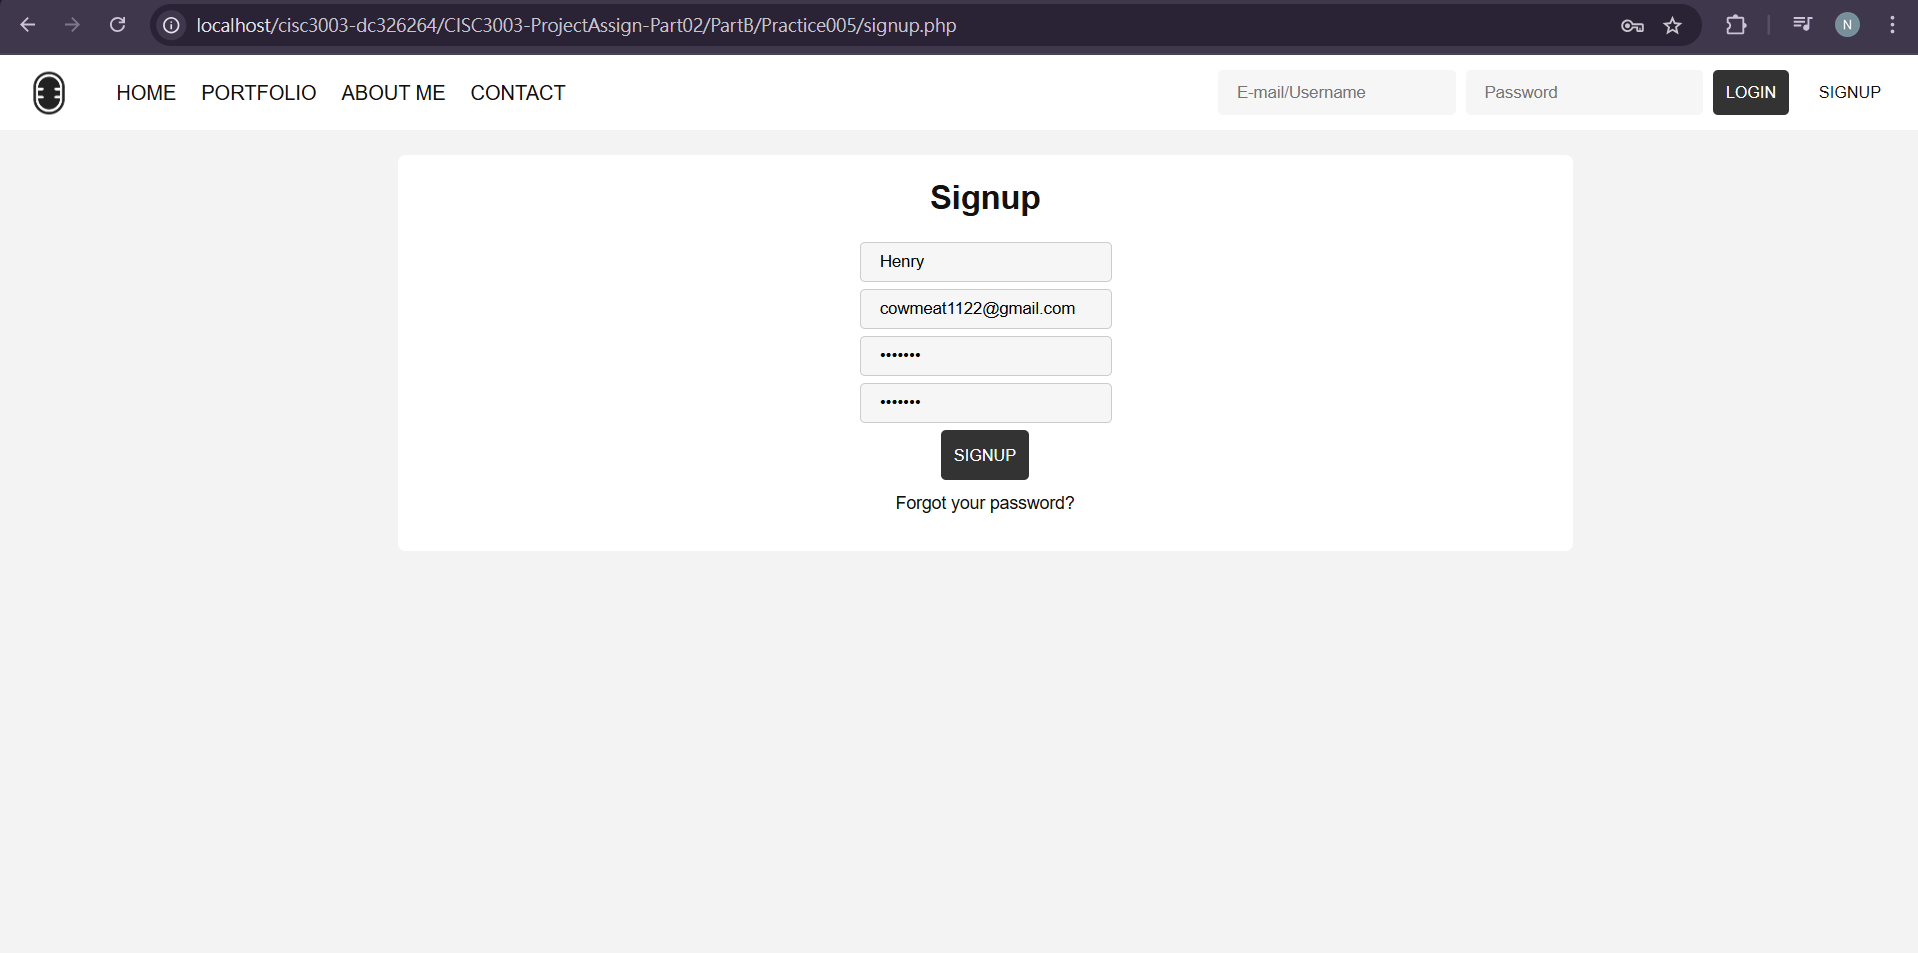 localhost/cisc3003-dc326264/CISC3003-ProjectAssign-Part02/PartB/Practice005/signup.php
N
HOME PORTFOLIO ABOUT ME CONTACT E-mail/Username Password LOGIN SIGNUP
Signup
Henry
cowmeat1122@gmail.com
•••••••
•••••••
SIGNUP
Forgot your password?